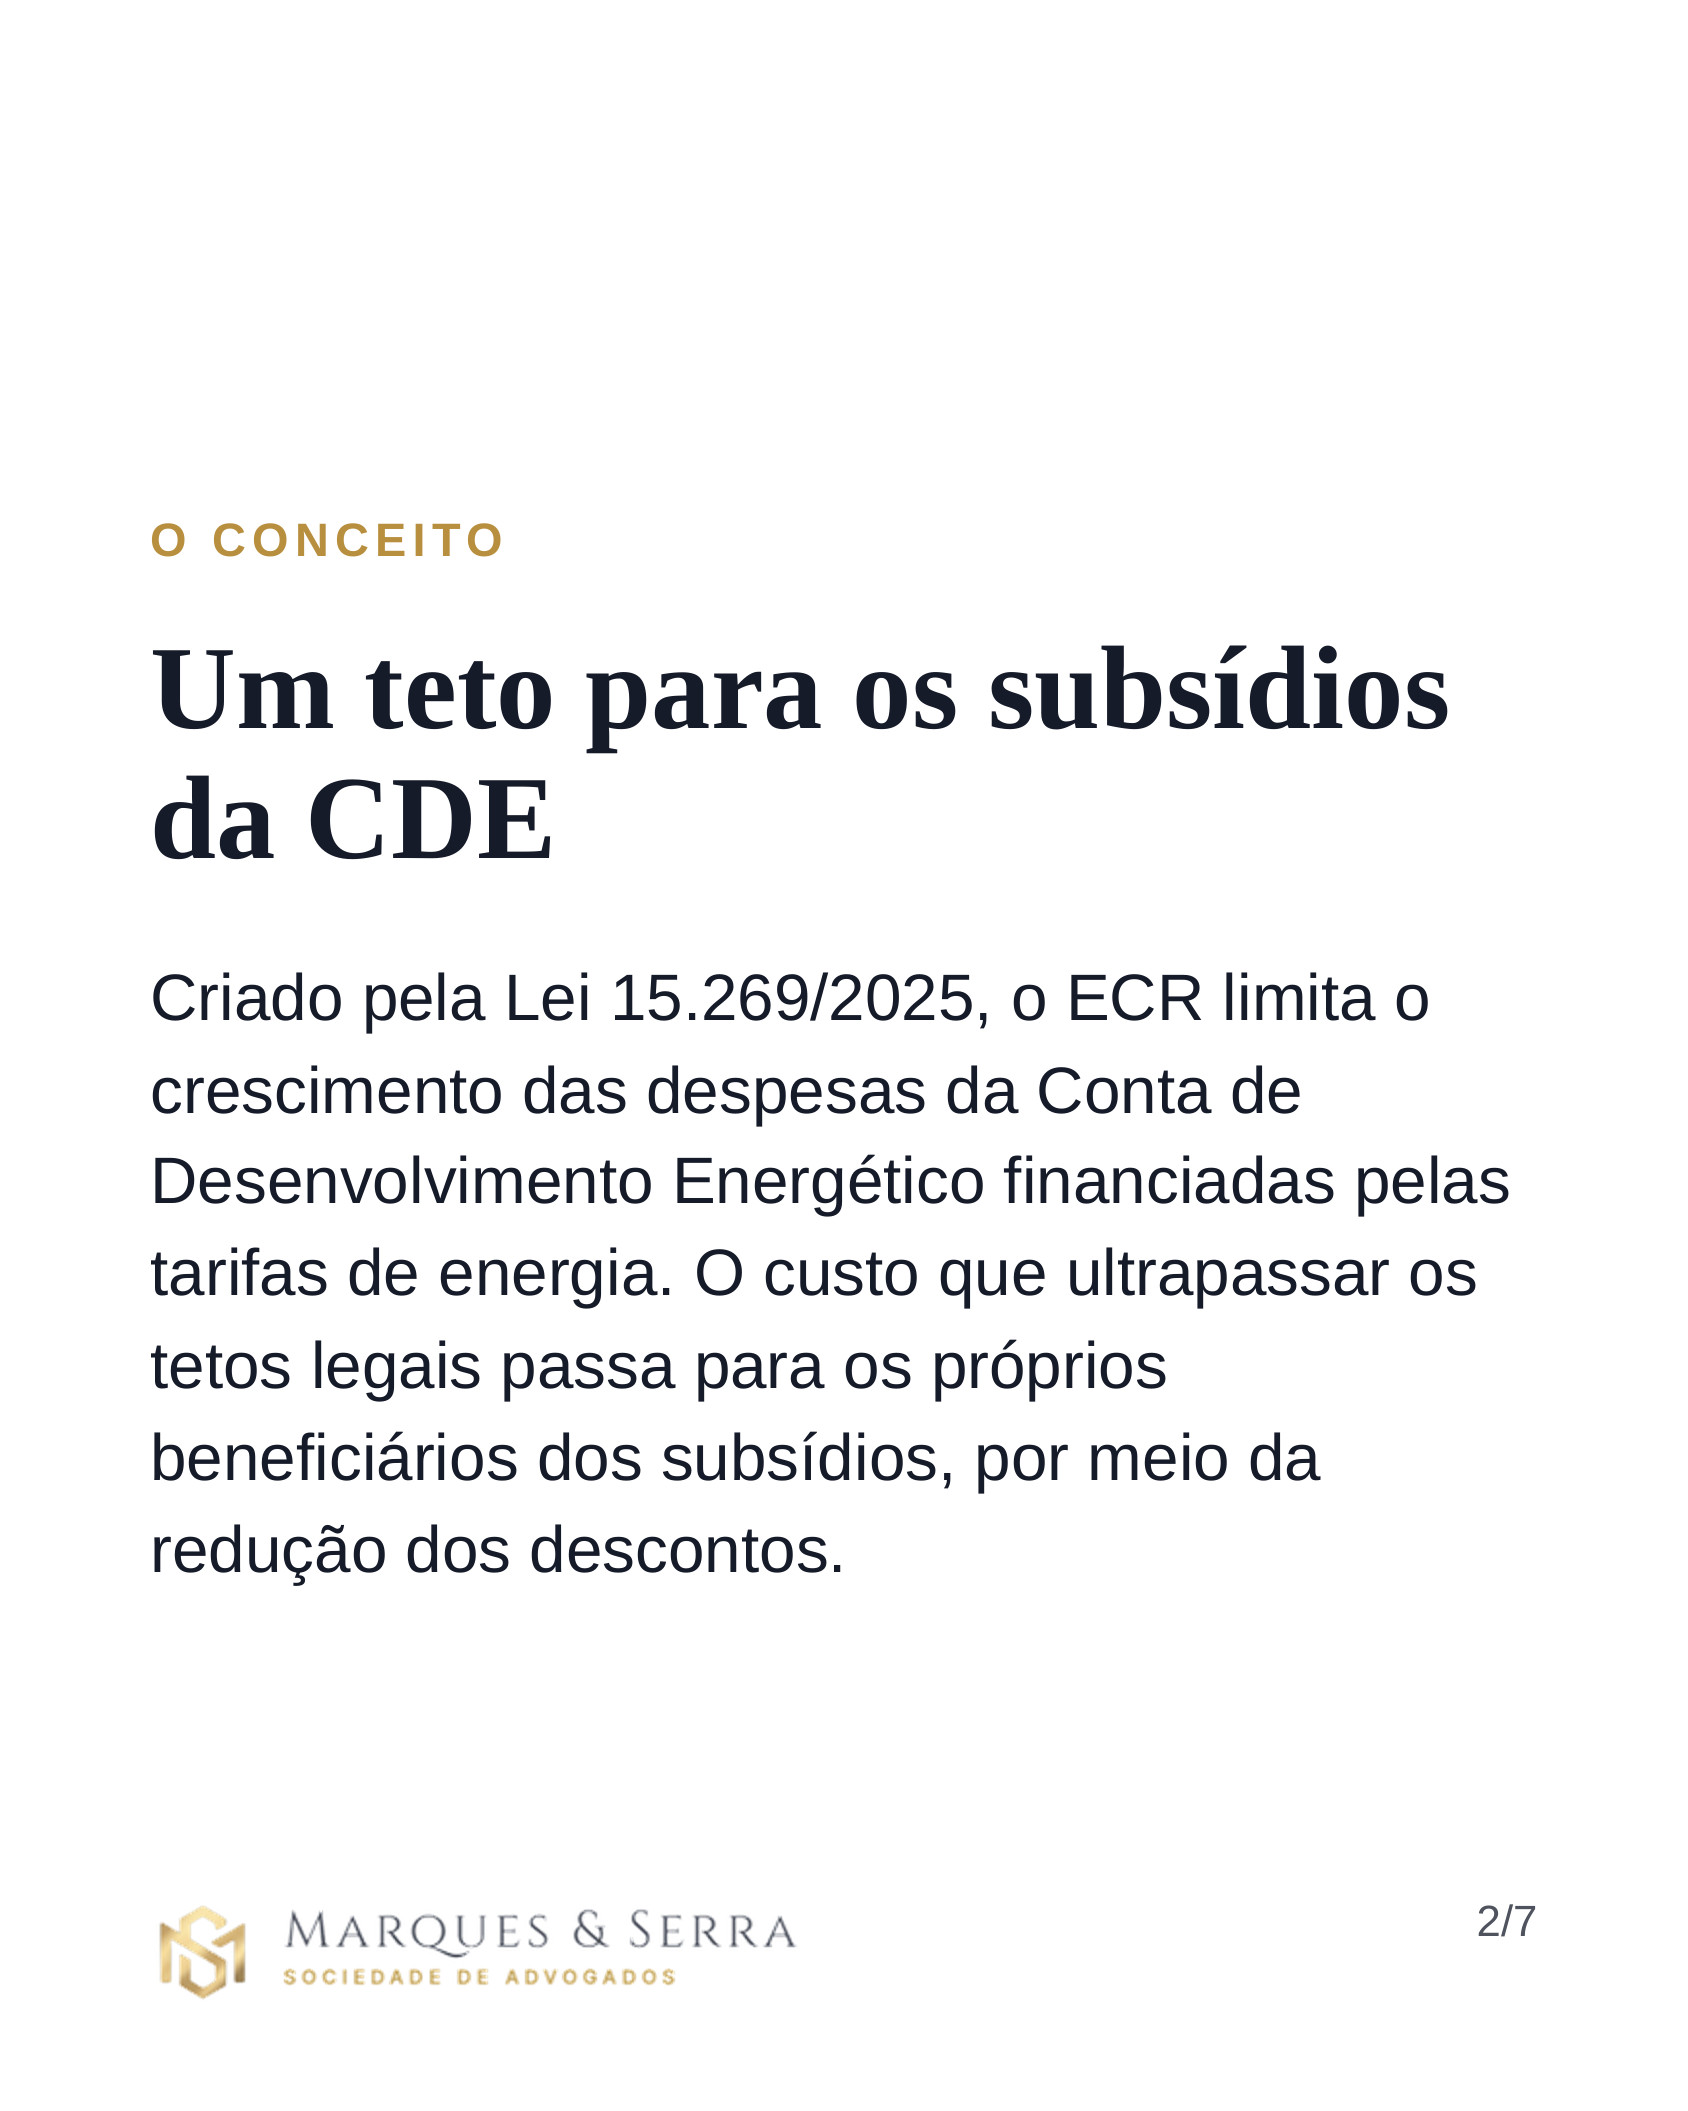 O CONCEITO
Um teto para os subsídios
da CDE
Criado pela Lei 15.269/2025, o ECR limita o
crescimento das despesas da Conta de
Desenvolvimento Energético financiadas pelas
tarifas de energia. O custo que ultrapassar os
tetos legais passa para os próprios
beneficiários dos subsídios, por meio da
redução dos descontos.
MARQUES & SERRA
SOCIEDADE DE ADVOGADOS
2/7